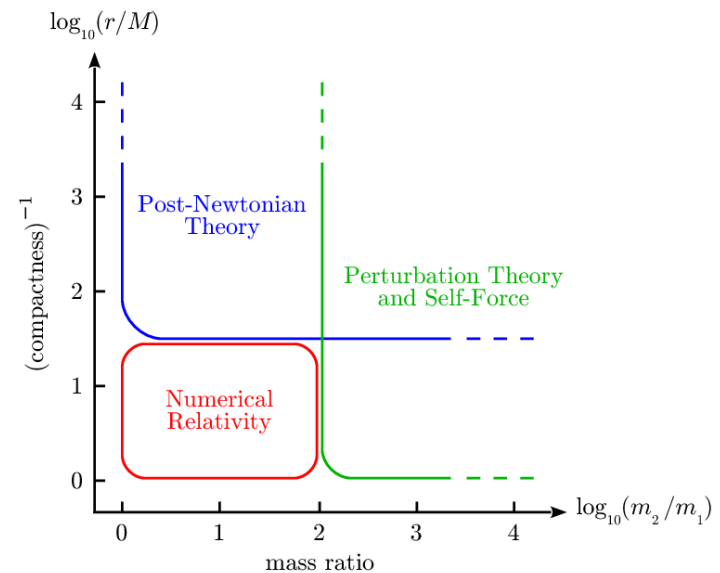 log₁₀(r/M)
4
3
2
1
0
(compactness)⁻¹
Post-Newtonian
Theory
Perturbation Theory
and Self-Force
Numerical
Relativity
0 1 2 3 4
log₁₀(m₂/m₁)
mass ratio